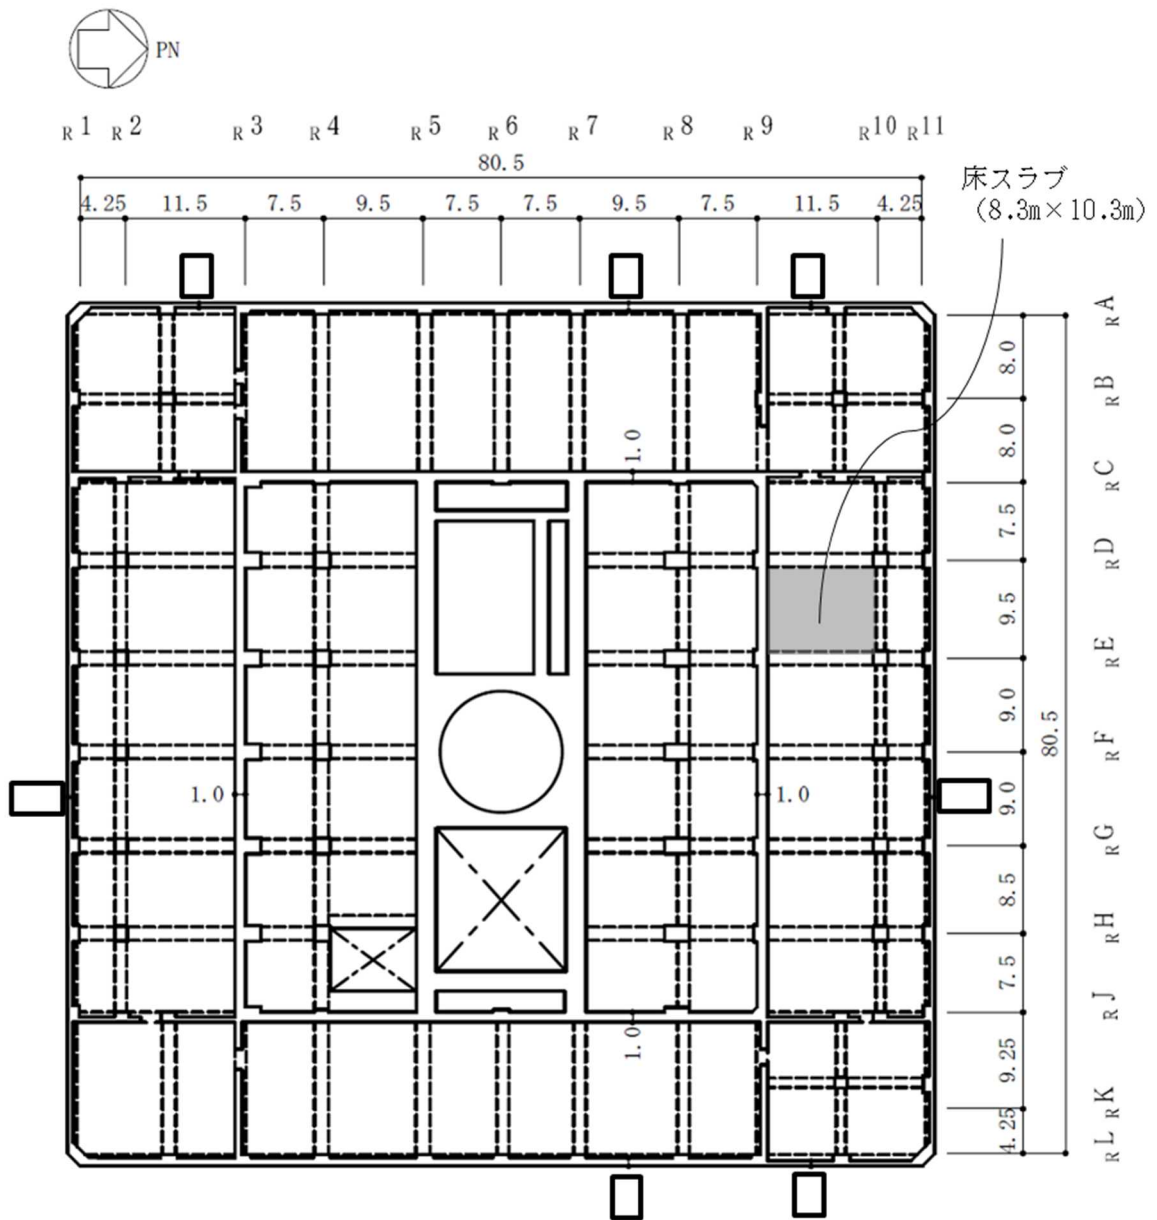 PN
R1 R2 R3 R4 R5 R6 R7 R8 R9 R10 R11
80.5
4.25 11.5 7.5 9.5 7.5 7.5 9.5 7.5 11.5 4.25
床スラブ
(8.3m×10.3m)
RA
8.0
RB
8.0
1.0
RC
7.5
RD
9.5
RE
9.0
RF
80.5
1.0
1.0
9.0
RG
8.5
RH
7.5
RJ
1.0
9.25
RK
4.25
RL